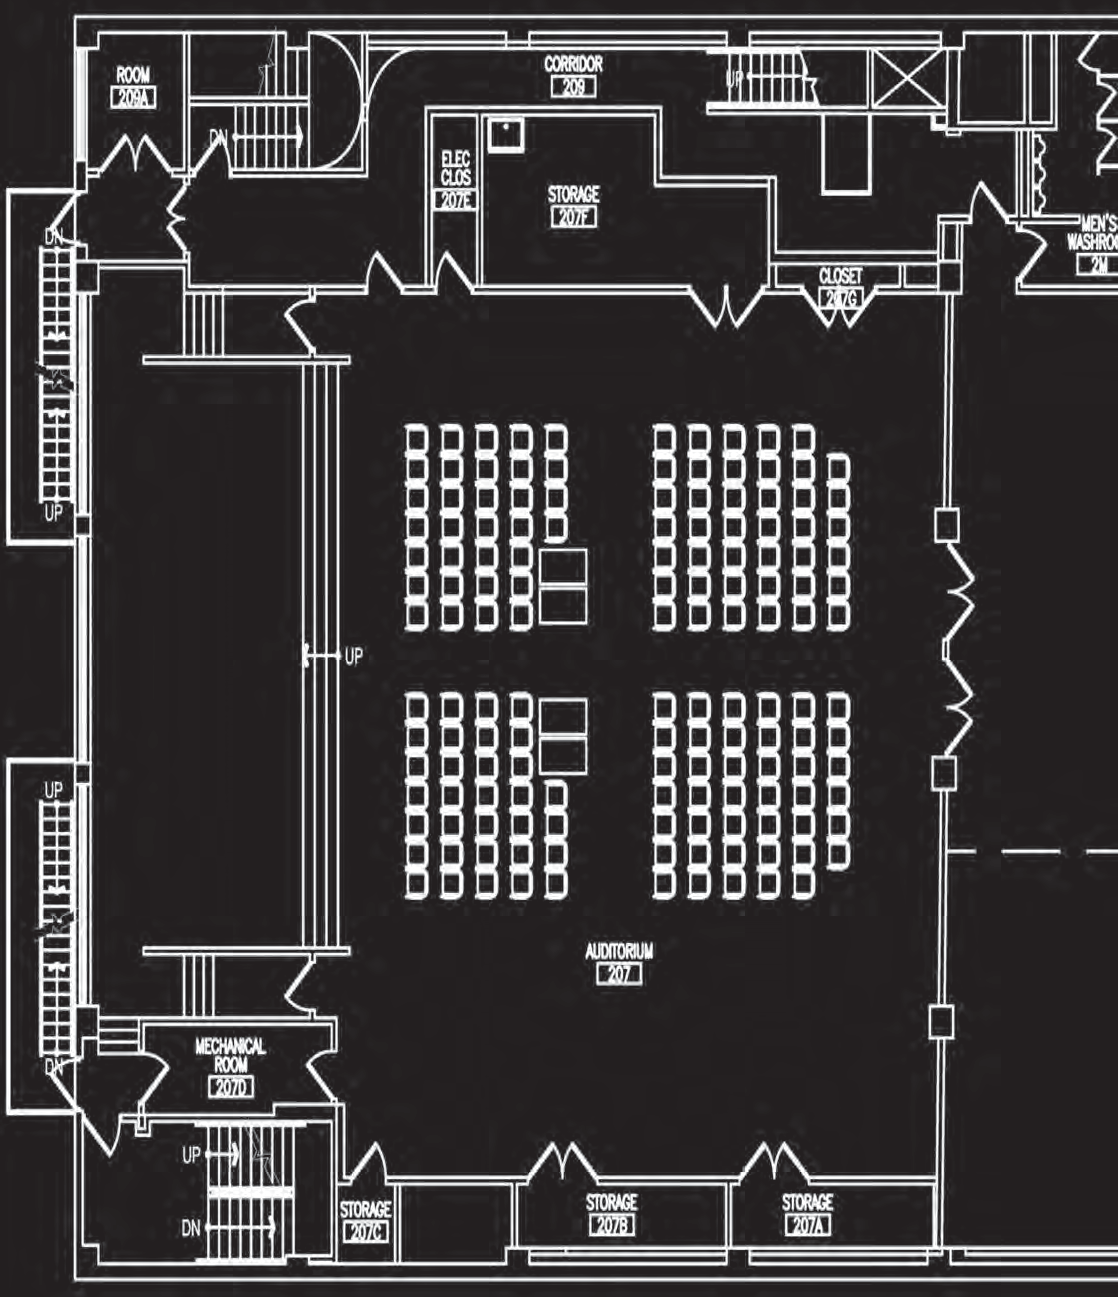 ROOM
209A
CORRIDOR
209
UP
DN
ELEC
CLOS
207E
STORAGE
207F
DN
MEN'S
WASHROO
2M
CLOSET
207G
UP
UP
UP
AUDITORIUM
207
MECHANICAL
ROOM
207D
DN
UP
DN
STORAGE
207C
STORAGE
207B
STORAGE
207A